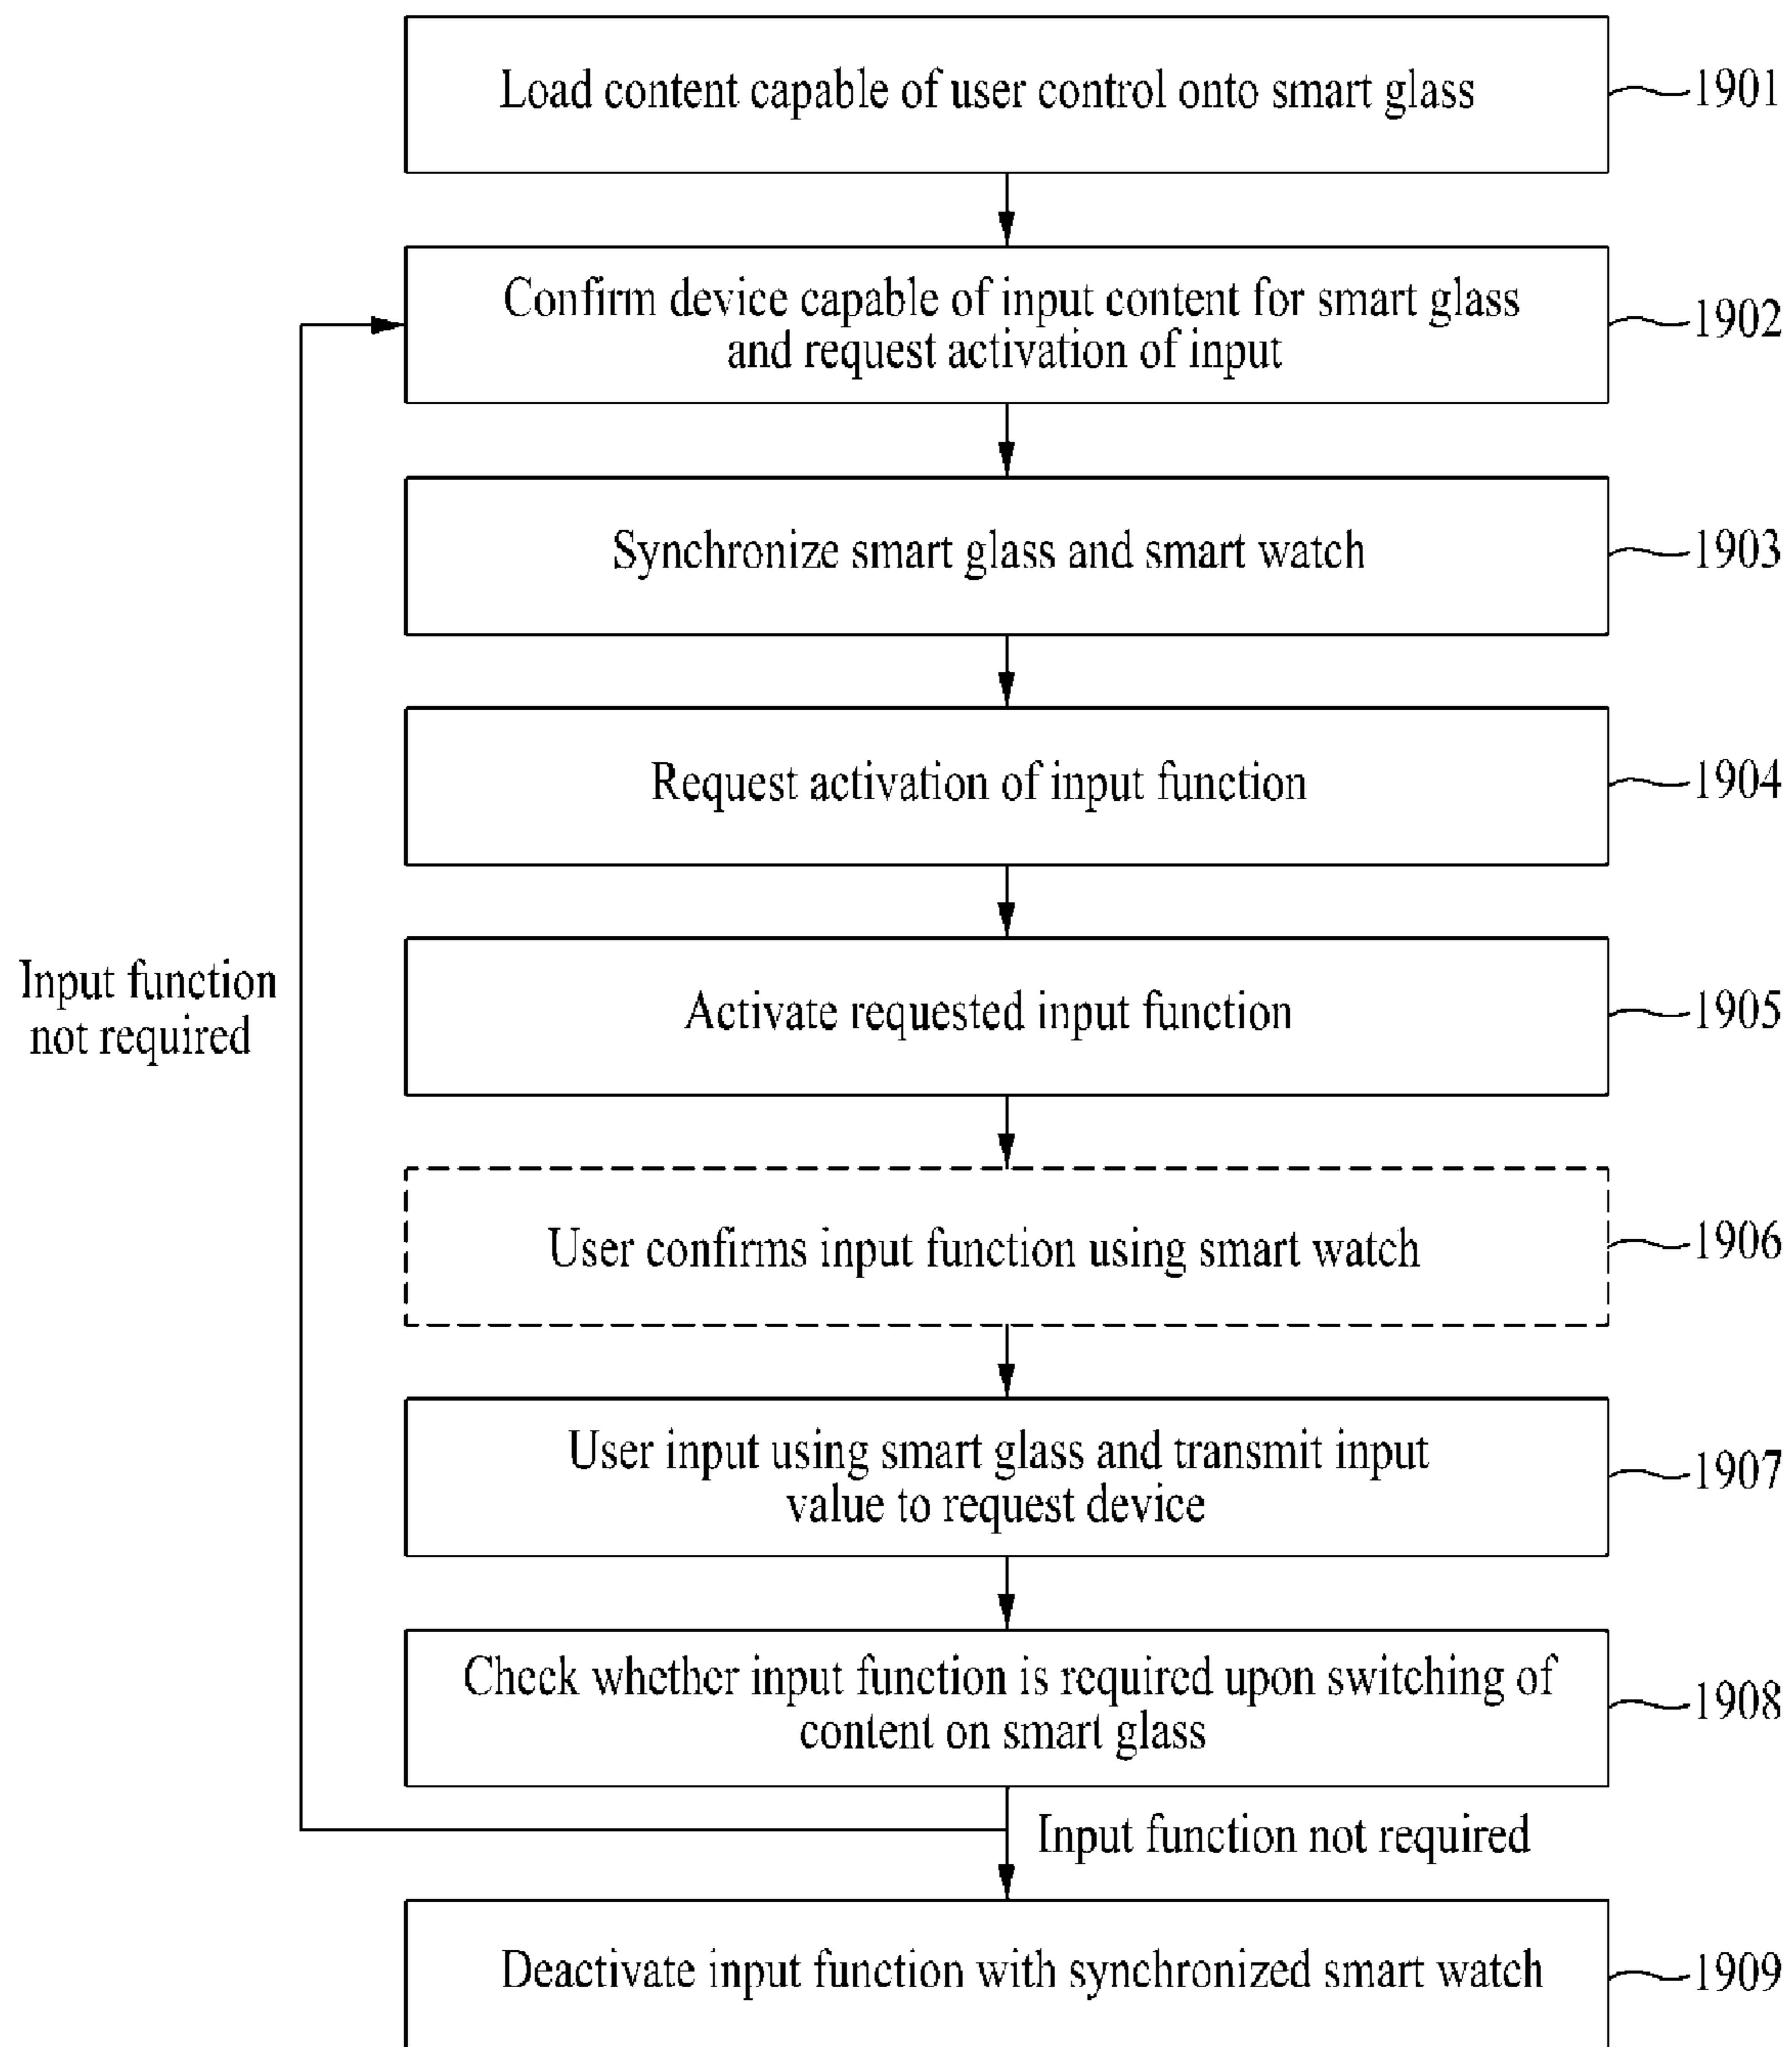 Load content capable of user control onto smart glass
1901
Confirm device capable of input content for smart glass
and request activation of input
1902
Synchronize smart glass and smart watch
1903
Request activation of input function
1904
Activate requested input function
1905
Input function
not required
User confirms input function using smart watch
1906
User input using smart glass and transmit input
value to request device
1907
Check whether input function is required upon switching of
content on smart glass
1908
Input function not required
Deactivate input function with synchronized smart watch
1909